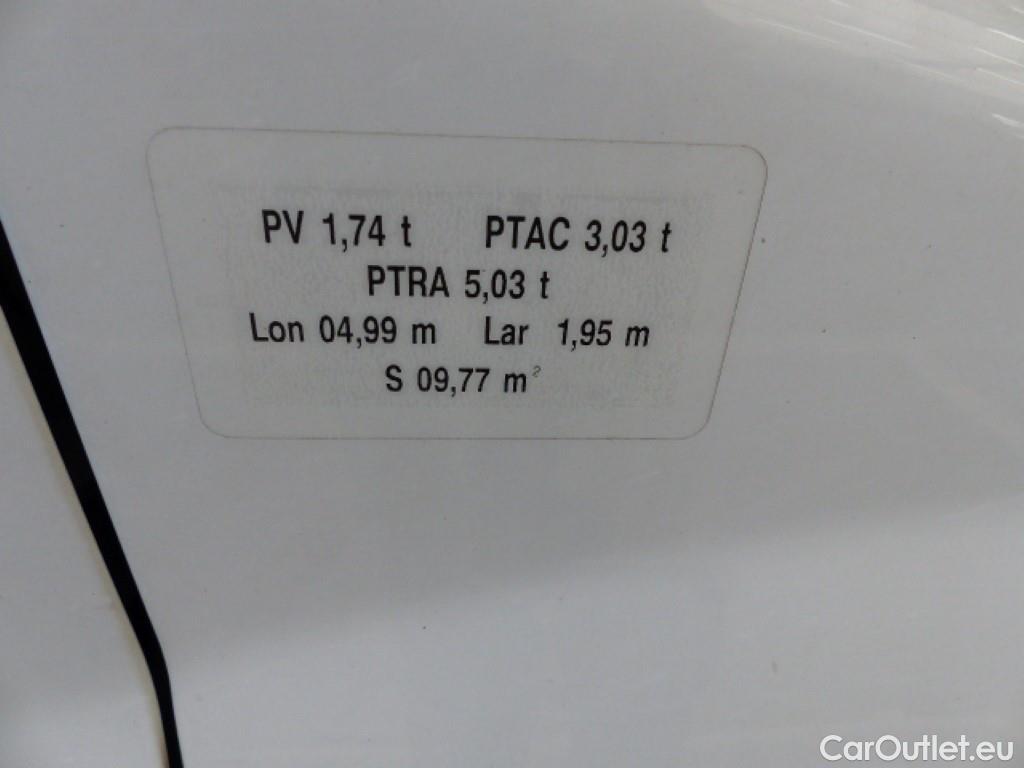 PV 1,74 t PTAC 3,03 t
PTRA 5,03 t
Lon 04,99 m Lar 1,95 m
S 09,77 m²
CarOutlet.eu